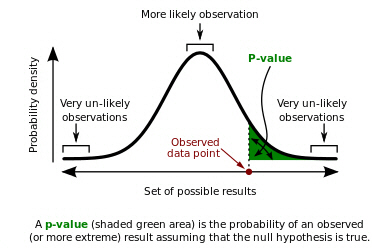 More likely observation
P-value
Very un-likely
observations
Very un-likely
observations
Probability density
Observed
data point
Set of possible results
A p-value (shaded green area) is the probability of an observed
(or more extreme) result assuming that the null hypothesis is true.